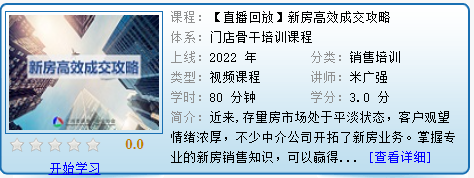 新房高效成交攻略
0.0
开始学习
课程：【直播回放】新房高效成交攻略
体系：门店骨干培训课程
上线：2022 年 分类：销售培训
类型：视频课程 讲师：米广强
学时：80 分钟 学分：3.0 分
简介：近来,存量房市场处于平淡状态，客户观望
情绪浓厚，不少中介公司开拓了新房业务。掌握专
业的新房销售知识，可以赢得... [查看详细]